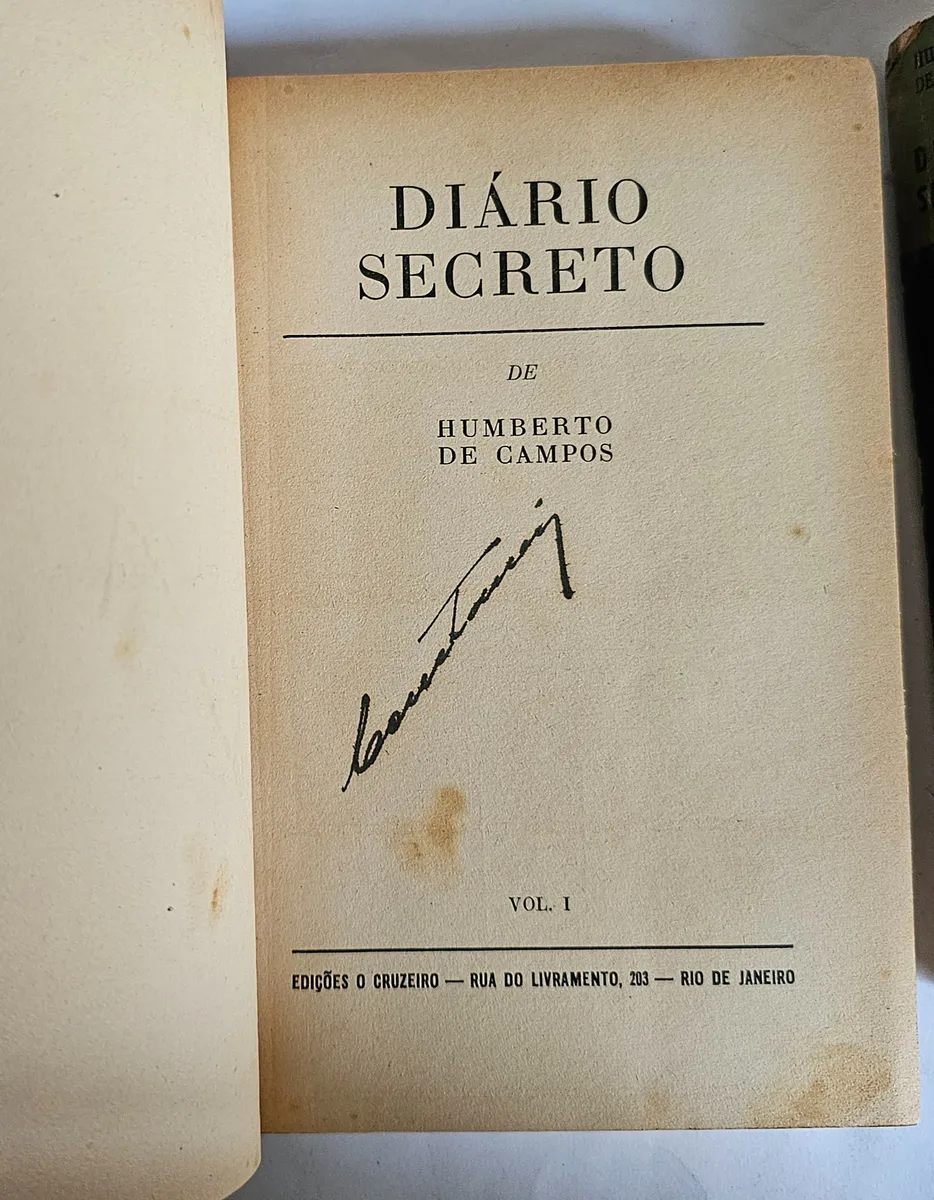 DIÁRIO
SECRETO
DE
HUMBERTO
DE CAMPOS
VOL. I
EDIÇÕES O CRUZEIRO — RUA DO LIVRAMENTO, 203 — RIO DE JANEIRO